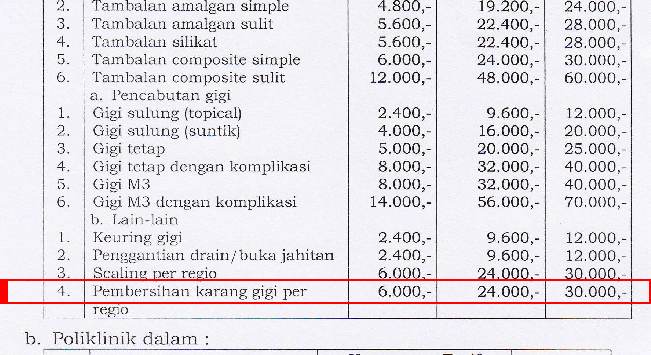 2. Tambalan amalgan simple 4.800,- 19.200,- 24.000,-
3. Tambalan amalgan sulit 5.600,- 22.400,- 28.000,-
4. Tambalan silikat 5.600,- 22.400,- 28.000,-
5. Tambalan composite simple 6.000,- 24.000,- 30.000,-
6. Tambalan composite sulit 12.000,- 48.000,- 60.000,-
a. Pencabutan gigi
1. Gigi sulung (topical) 2.400,- 9.600,- 12.000,-
2. Gigi sulung (suntik) 4.000,- 16.000,- 20.000,-
3. Gigi tetap 5.000,- 20.000,- 25.000,-
4. Gigi tetap dengan komplikasi 8.000,- 32.000,- 40.000,-
5. Gigi M3 8.000,- 32.000,- 40.000,-
6. Gigi M3 dengan komplikasi 14.000,- 56.000,- 70.000,-
b. Lain-lain
1. Keuring gigi 2.400,- 9.600,- 12.000,-
2. Penggantian drain/buka jahitan 2.400,- 9.600,- 12.000,-
3. Scaling per regio 6.000,- 24.000,- 30.000,-
4. Pembersihan karang gigi per 6.000,- 24.000,- 30.000,-
regio
b. Poliklinik dalam :